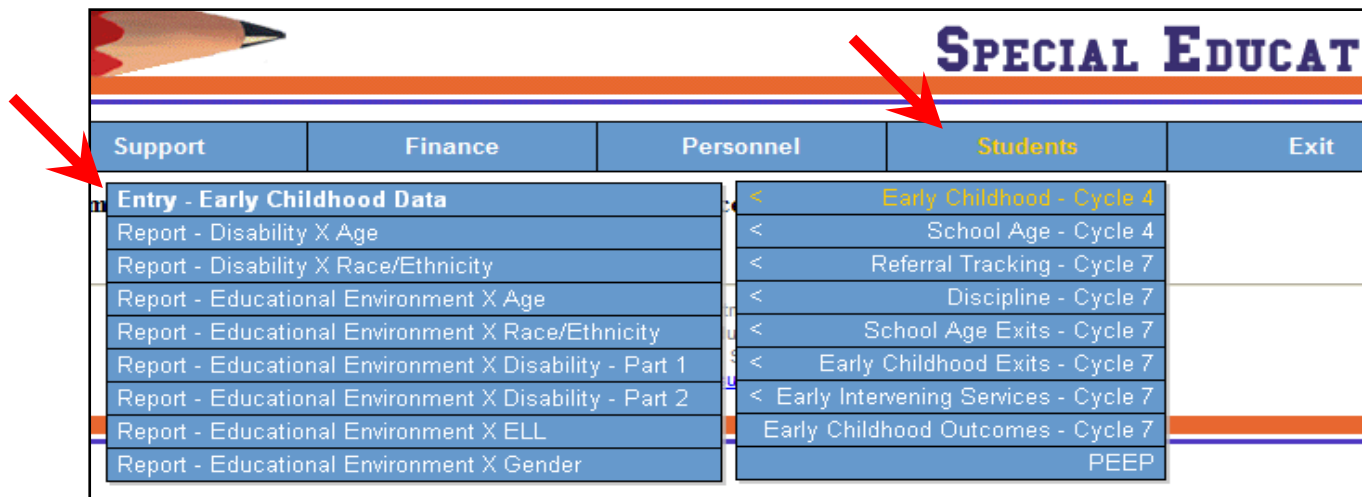 SPECIAL EDUCAT
Support Finance Personnel Students Exit
Entry - Early Childhood Data
Report - Disability X Age
Report - Disability X Race/Ethnicity
Report - Educational Environment X Age
Report - Educational Environment X Race/Ethnicity
Report - Educational Environment X Disability - Part 1
Report - Educational Environment X Disability - Part 2
Report - Educational Environment X ELL
Report - Educational Environment X Gender
< Early Childhood - Cycle 4
< School Age - Cycle 4
< Referral Tracking - Cycle 7
< Discipline - Cycle 7
< School Age Exits - Cycle 7
< Early Childhood Exits - Cycle 7
< Early Intervening Services - Cycle 7
Early Childhood Outcomes - Cycle 7
PEEP